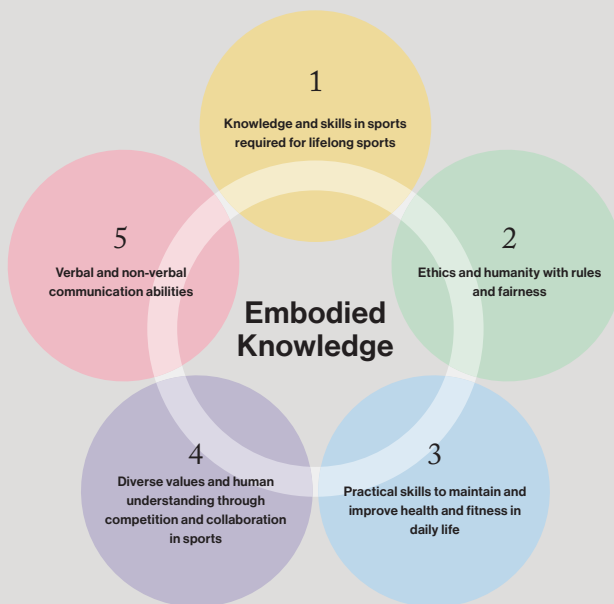 1
Knowledge and skills in sports
required for lifelong sports
2
Ethics and humanity with rules
and fairness
3
Practical skills to maintain and
improve health and fitness in
daily life
4
Diverse values and human
understanding through
competition and collaboration
in sports
5
Verbal and non-verbal
communication abilities
Embodied
Knowledge